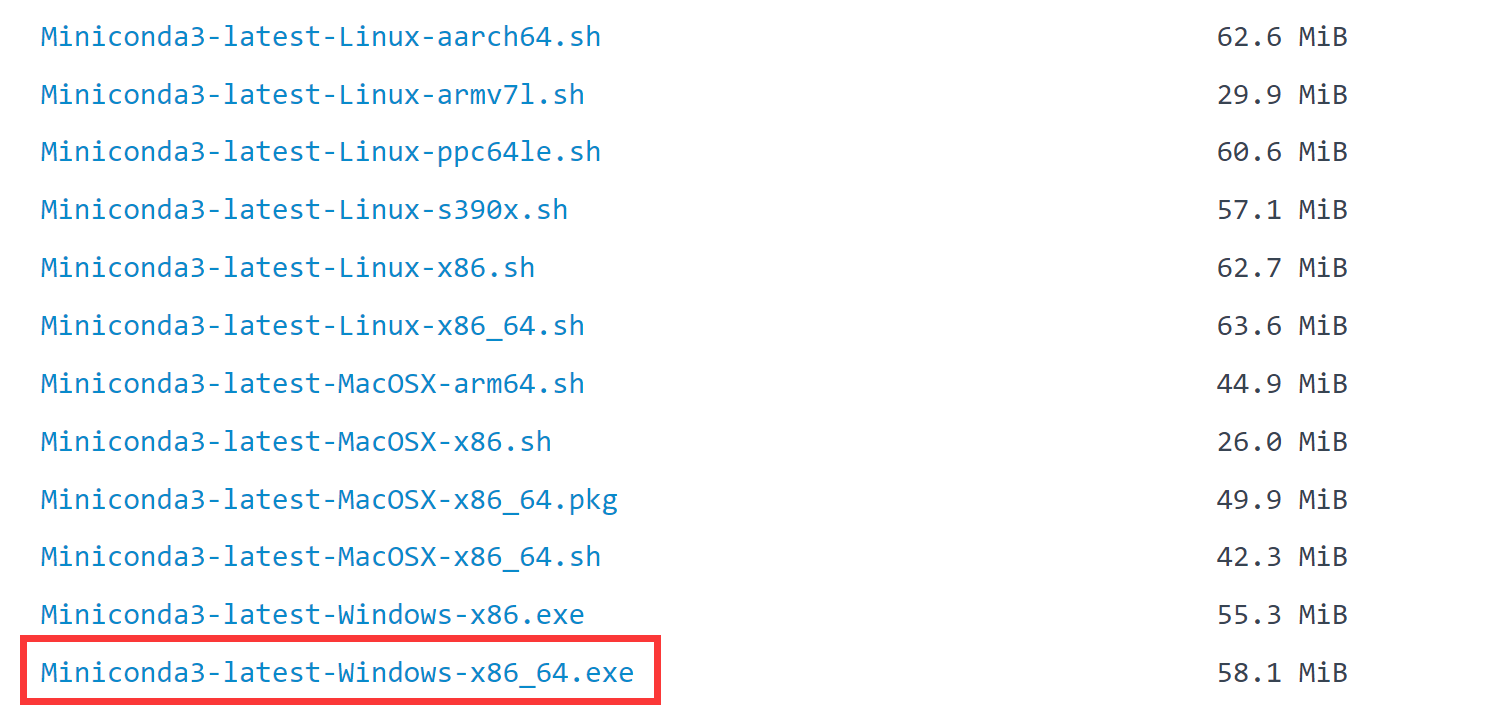 Miniconda3-latest-Linux-aarch64.sh 62.6 MiB
Miniconda3-latest-Linux-armv7l.sh 29.9 MiB
Miniconda3-latest-Linux-ppc64le.sh 60.6 MiB
Miniconda3-latest-Linux-s390x.sh 57.1 MiB
Miniconda3-latest-Linux-x86.sh 62.7 MiB
Miniconda3-latest-Linux-x86_64.sh 63.6 MiB
Miniconda3-latest-MacOSX-arm64.sh 44.9 MiB
Miniconda3-latest-MacOSX-x86.sh 26.0 MiB
Miniconda3-latest-MacOSX-x86_64.pkg 49.9 MiB
Miniconda3-latest-MacOSX-x86_64.sh 42.3 MiB
Miniconda3-latest-Windows-x86.exe 55.3 MiB
Miniconda3-latest-Windows-x86_64.exe 58.1 MiB